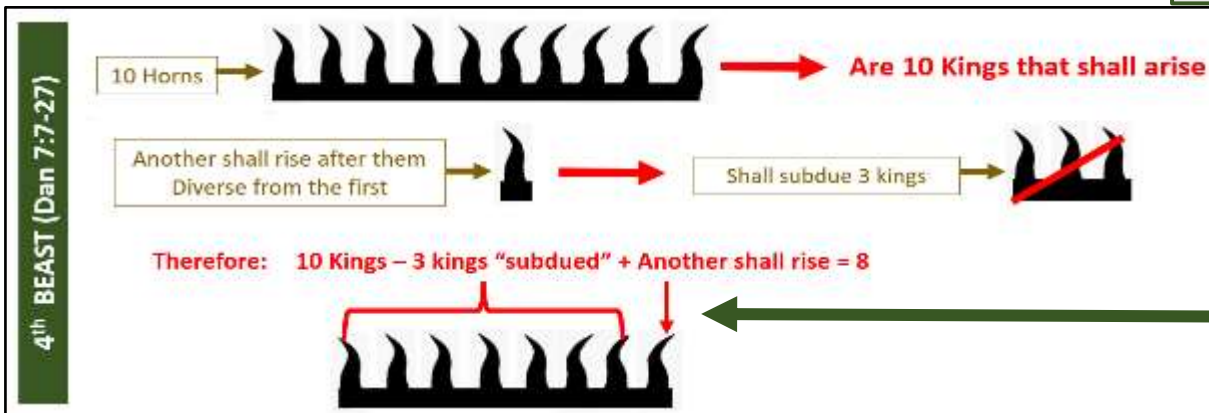 4th BEAST (Dan 7:7-27)
10 Horns
Are 10 Kings that shall arise
Another shall rise after them
Diverse from the first
Shall subdue 3 kings
Therefore: 10 Kings – 3 kings “subdued” + Another shall rise = 8